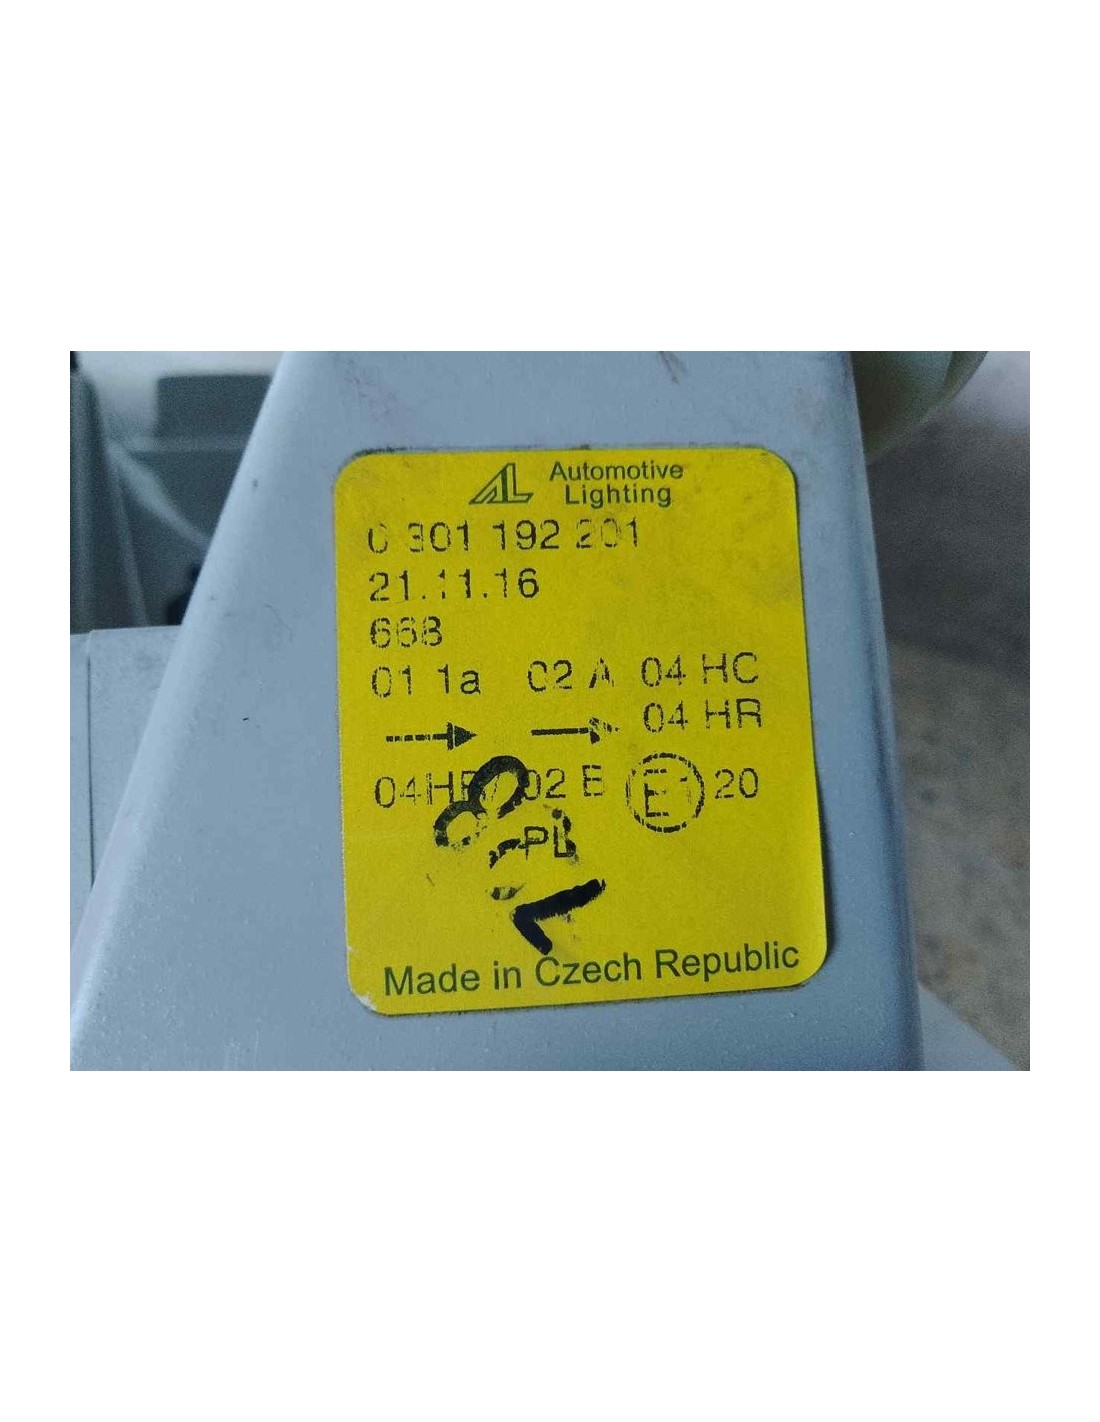 AL Automotive
Lighting
0 301 192 201
21.11.16
668
01 1a 02 A 04 HC
04 HR
02 B E1 20
PL
Made in Czech Republic